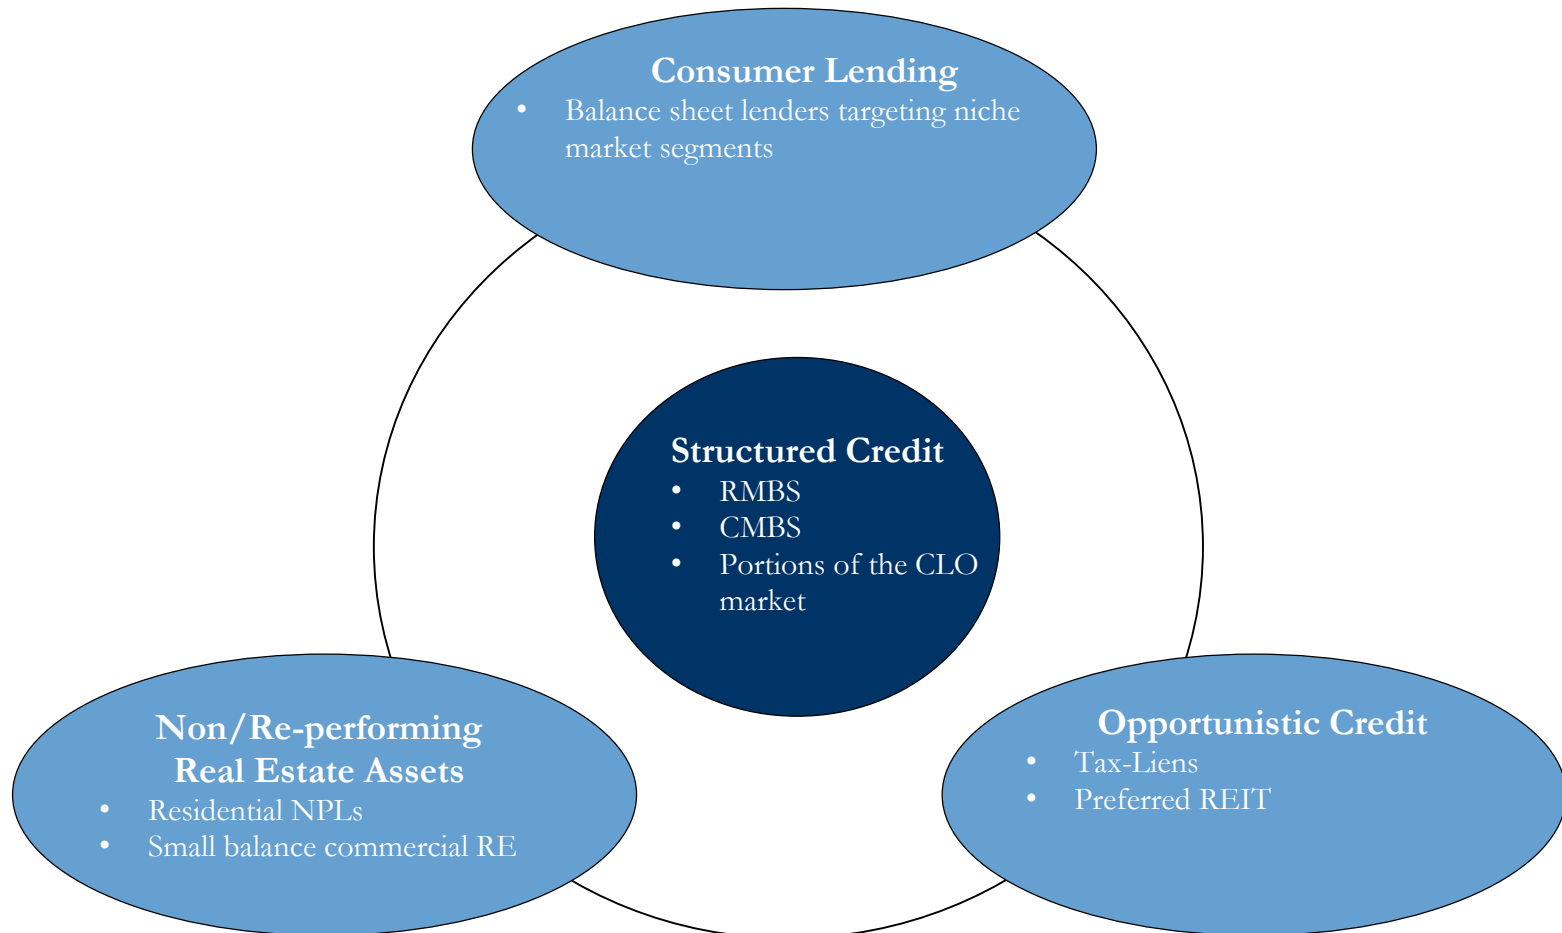 Consumer Lending
• Balance sheet lenders targeting niche
market segments
Structured Credit
• RMBS
• CMBS
• Portions of the CLO
market
Non/Re-performing
Real Estate Assets
• Residential NPLs
• Small balance commercial RE
Opportunistic Credit
• Tax-Liens
• Preferred REIT